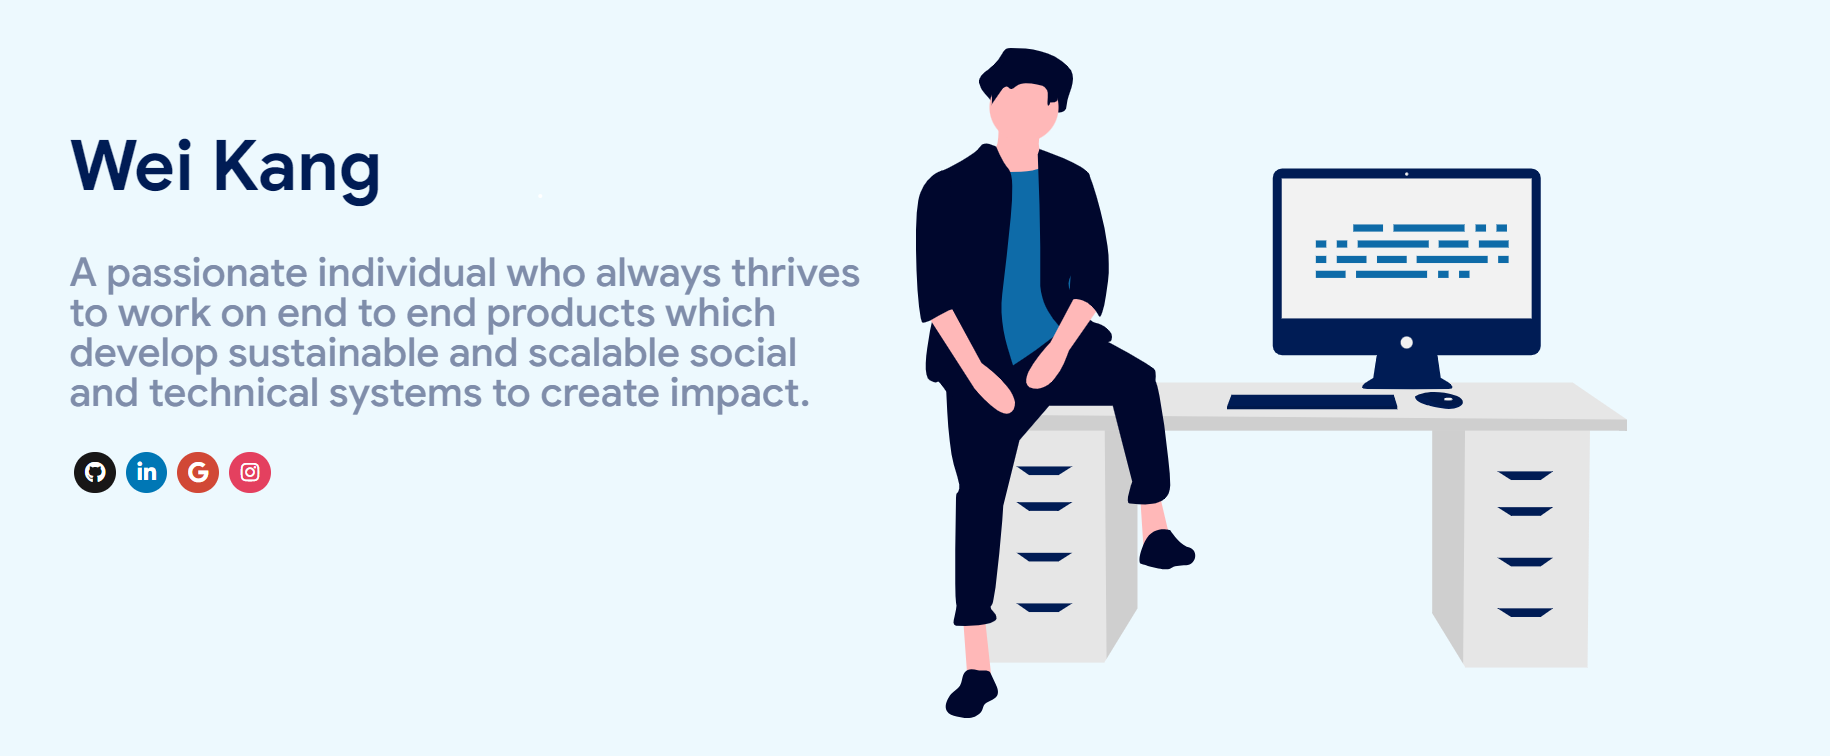 Wei Kang
A passionate individual who always thrives
to work on end to end products which
develop sustainable and scalable social
and technical systems to create impact.
in G